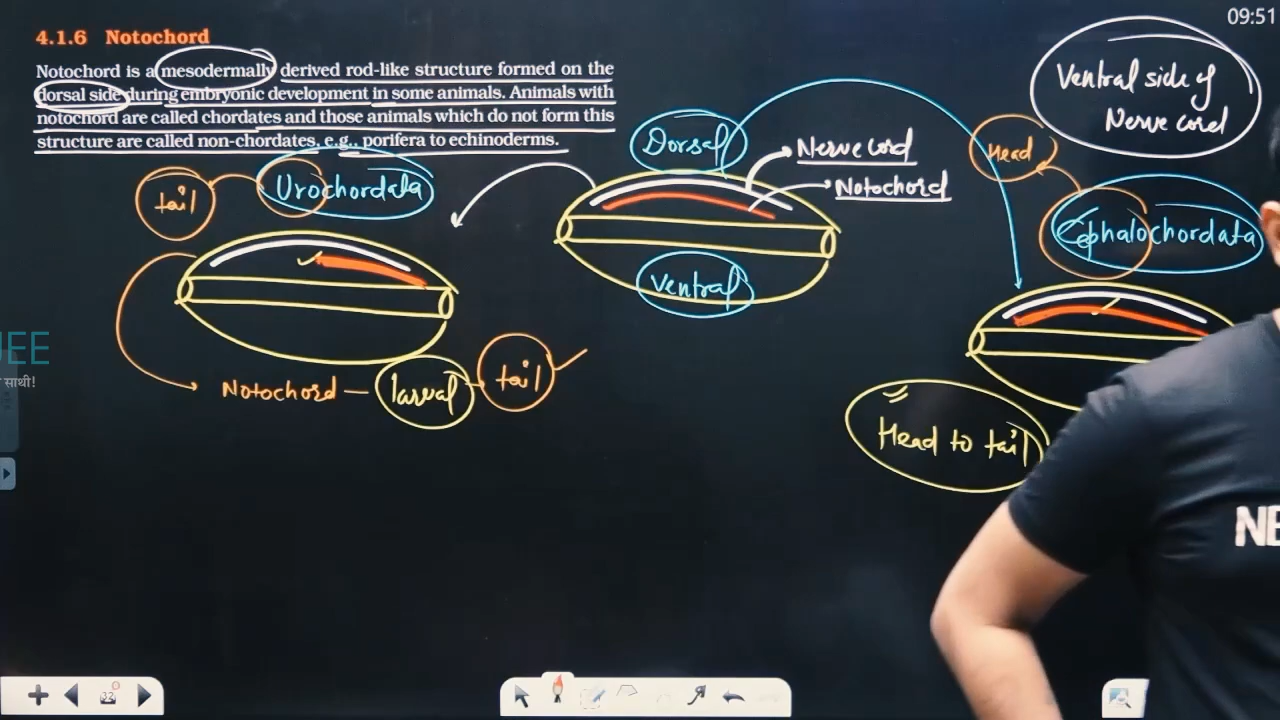 09:51
4.1.6 Notochord
Notochord is a mesodermally derived rod-like structure formed on the
dorsal side during embryonic development in some animals. Animals with
notochord are called chordates and those animals which do not form this
structure are called non-chordates, e.g., porifera to echinoderms.
Ventral side of
Nerve cord
Dorsal
Nerve cord
Notochord
Head
Cephalochordata
tail
Urochordata
Ventral
JEE
साथी!
Notochord — larval - tail
Head to tail
NE
32